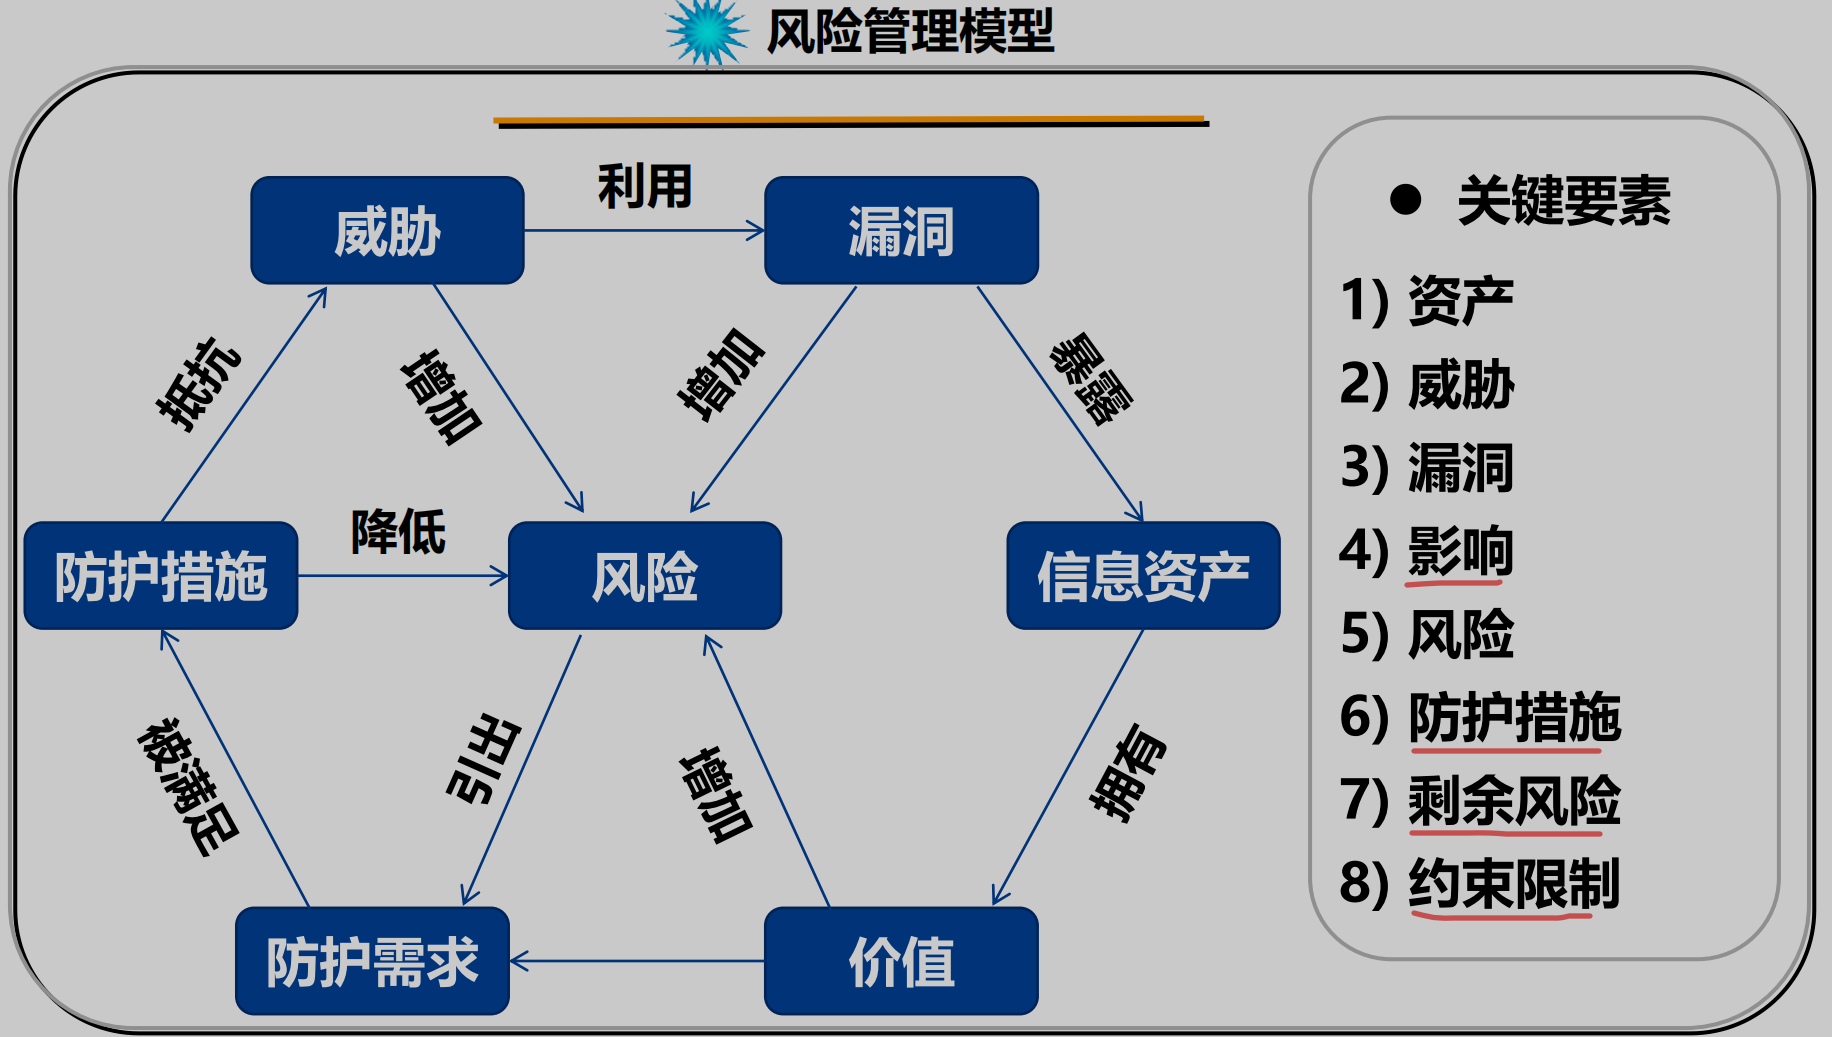 风险管理模型
利用
威胁
漏洞
抵抗
增加
增加
暴露
降低
防护措施
风险
信息资产
被满足
引出
增加
拥有
防护需求
价值
● 关键要素
1) 资产
2) 威胁
3) 漏洞
4) 影响
5) 风险
6) 防护措施
7) 剩余风险
8) 约束限制